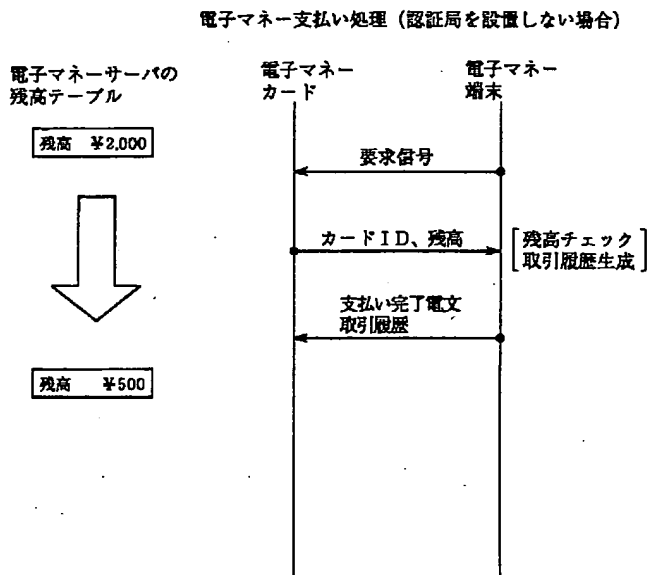 電子マネー支払い処理（認証局を設置しない場合）
電子マネーサーバの
残高テーブル
電子マネー
カード
電子マネー
端末
残高 ¥2,000
要求信号
カードＩＤ、残高
残高チェック
取引履歴生成
支払い完了電文
取引履歴
残高 ¥500